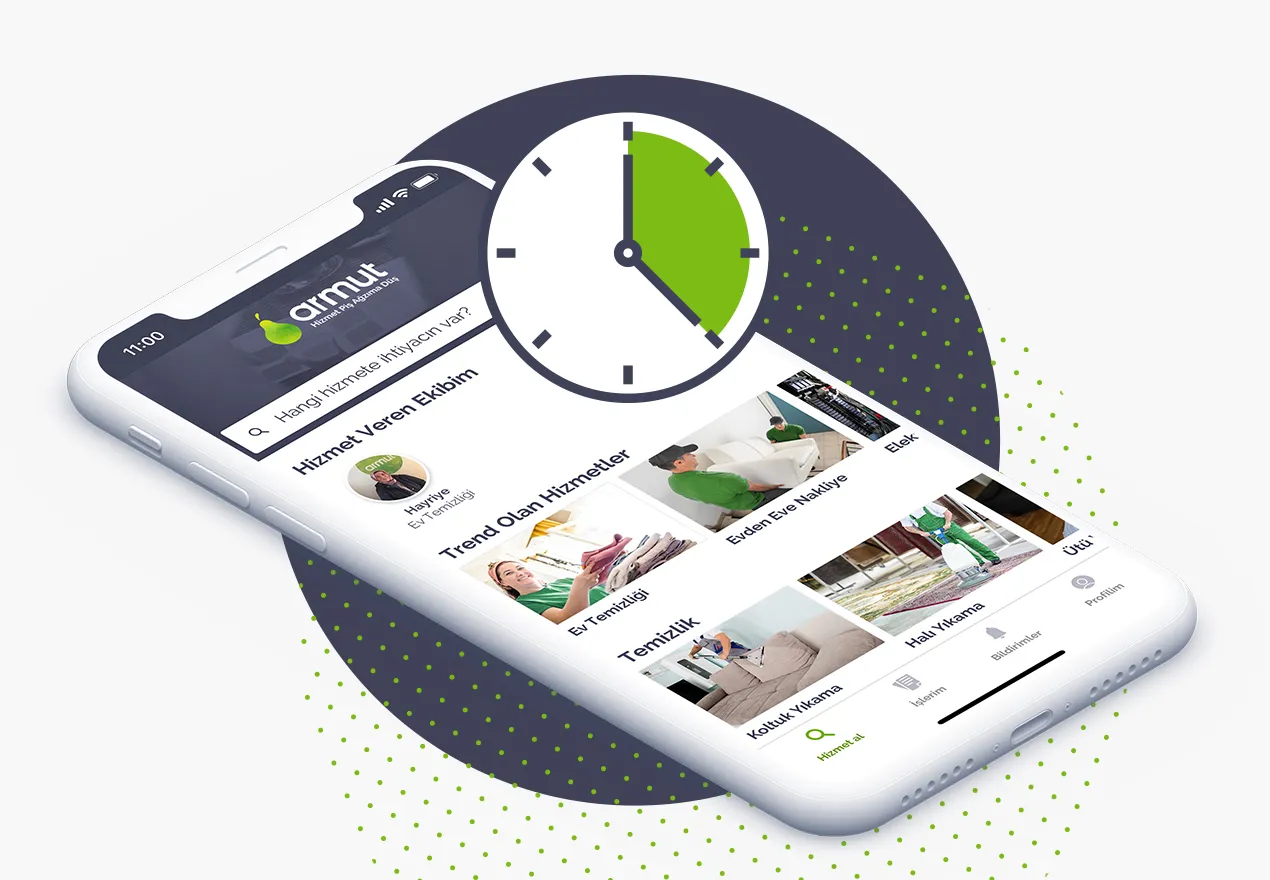 11:00
armut
Hizmet Piş Ağzıma Düş
Hangi hizmete ihtiyacın var?
Hizmet Veren Ekibim
armut
Hayriye
Ev Temizliği
Trend Olan Hizmetler
Ev Temizliği
Evden Eve Nakliye
Elek
Temizlik
Koltuk Yıkama
Halı Yıkama
Ütü
Hizmet al
İşlerim
Bildirimler
Profilim